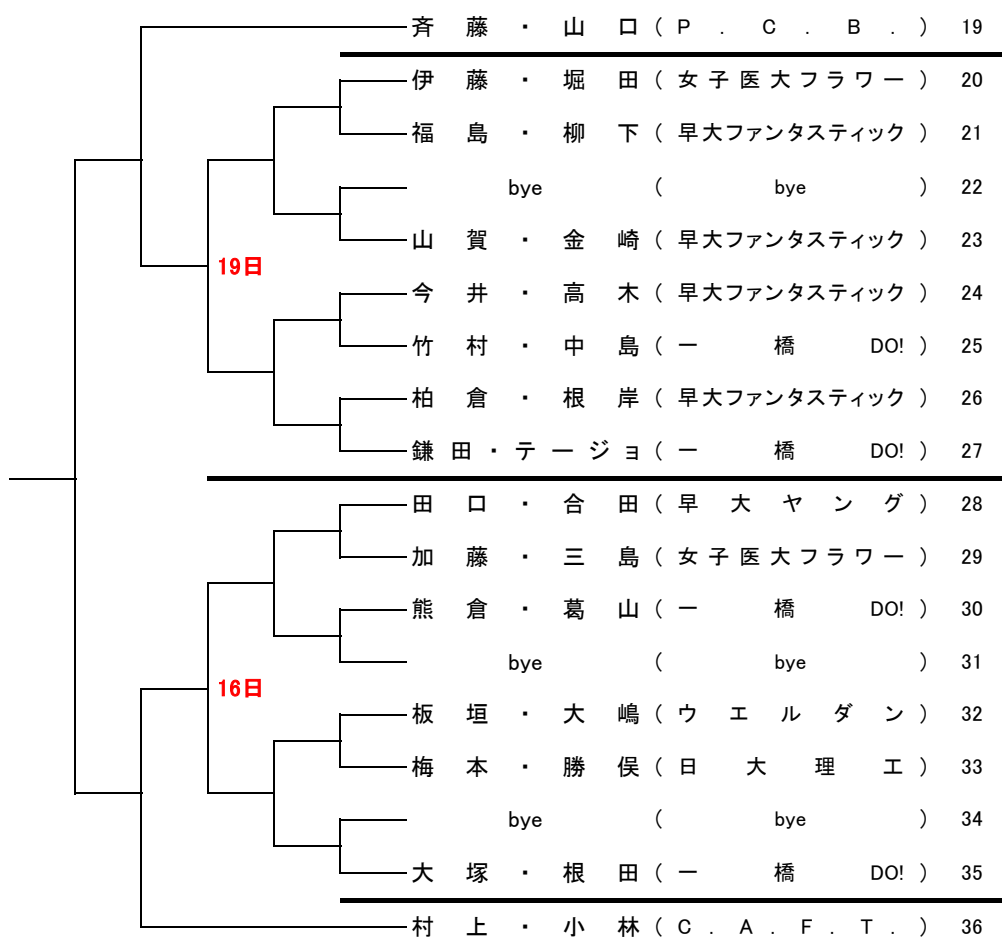 斉藤・山口(P.C.B.) 19
伊藤・堀田(女子医大フラワー) 20
福島・柳下(早大ファンタスティック) 21
bye(bye) 22
山賀・金崎(早大ファンタスティック) 23
19日
今井・高木(早大ファンタスティック) 24
竹村・中島(一橋DO!) 25
柏倉・根岸(早大ファンタスティック) 26
鎌田・テージョ(一橋DO!) 27
田口・合田(早大ヤング) 28
加藤・三島(女子医大フラワー) 29
熊倉・葛山(一橋DO!) 30
bye(bye) 31
16日
板垣・大嶋(ウエルダン) 32
梅本・勝俣(日大理工) 33
bye(bye) 34
大塚・根田(一橋DO!) 35
村上・小林(C.A.F.T.) 36